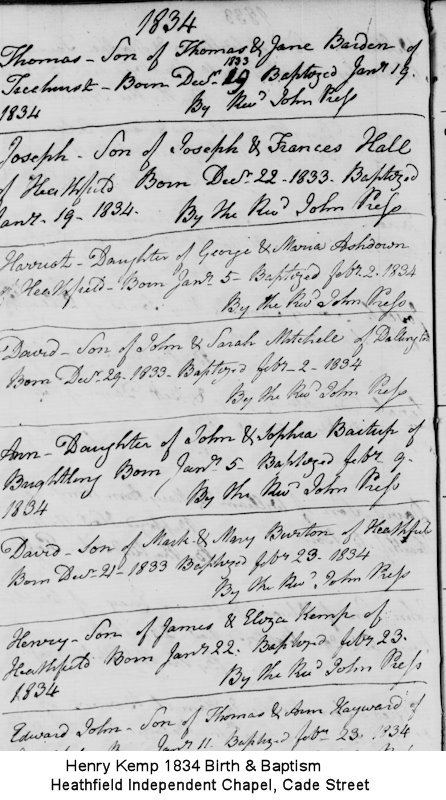 1834
Thomas - Son of Thomas & Jane Barden of
Ticehurst - Born Decr. 19 1833 Baptized Janr. 19.
1834 By Revd. John Press
Joseph - Son of Joseph & Frances Hall
of Heathfield Born Decr. 22 - 1833. Baptized
Janr. - 19 - 1834. By the Revd. John Press
Harriot - Daughter of George & Maria Ashdown
Heathfield - Born Janr. 5 - Baptized Febr. 2. 1834
By the Revd. John Press
David - Son of John & Sarah Mitchell of Dallington
Born Decr. 29 - 1833 - Baptized Febr. - 2 - 1834
By the Revd. John Press
Ann - Daughter of John & Sophia Baitup of
Brightling Born Janr. 5 - Baptized Febr. 9 -
1834 By the Revd. John Press
David - Son of Mark & Mary Burton of Heathfield
Born Decr. 21 - 1833 Baptized Febr. 23 - 1834
By the Revd. John Press
Henry - Son of James & Eliza Kemp of
Heathfield Born Janr. 22. Baptized Febr. 23.
1834 By the Revd. John Press
Edward John - Son of Thomas & Ann Hayward of
Janr. 11. Baptized Febr. 23. 1834
Henry Kemp 1834 Birth & Baptism
Heathfield Independent Chapel, Cade Street